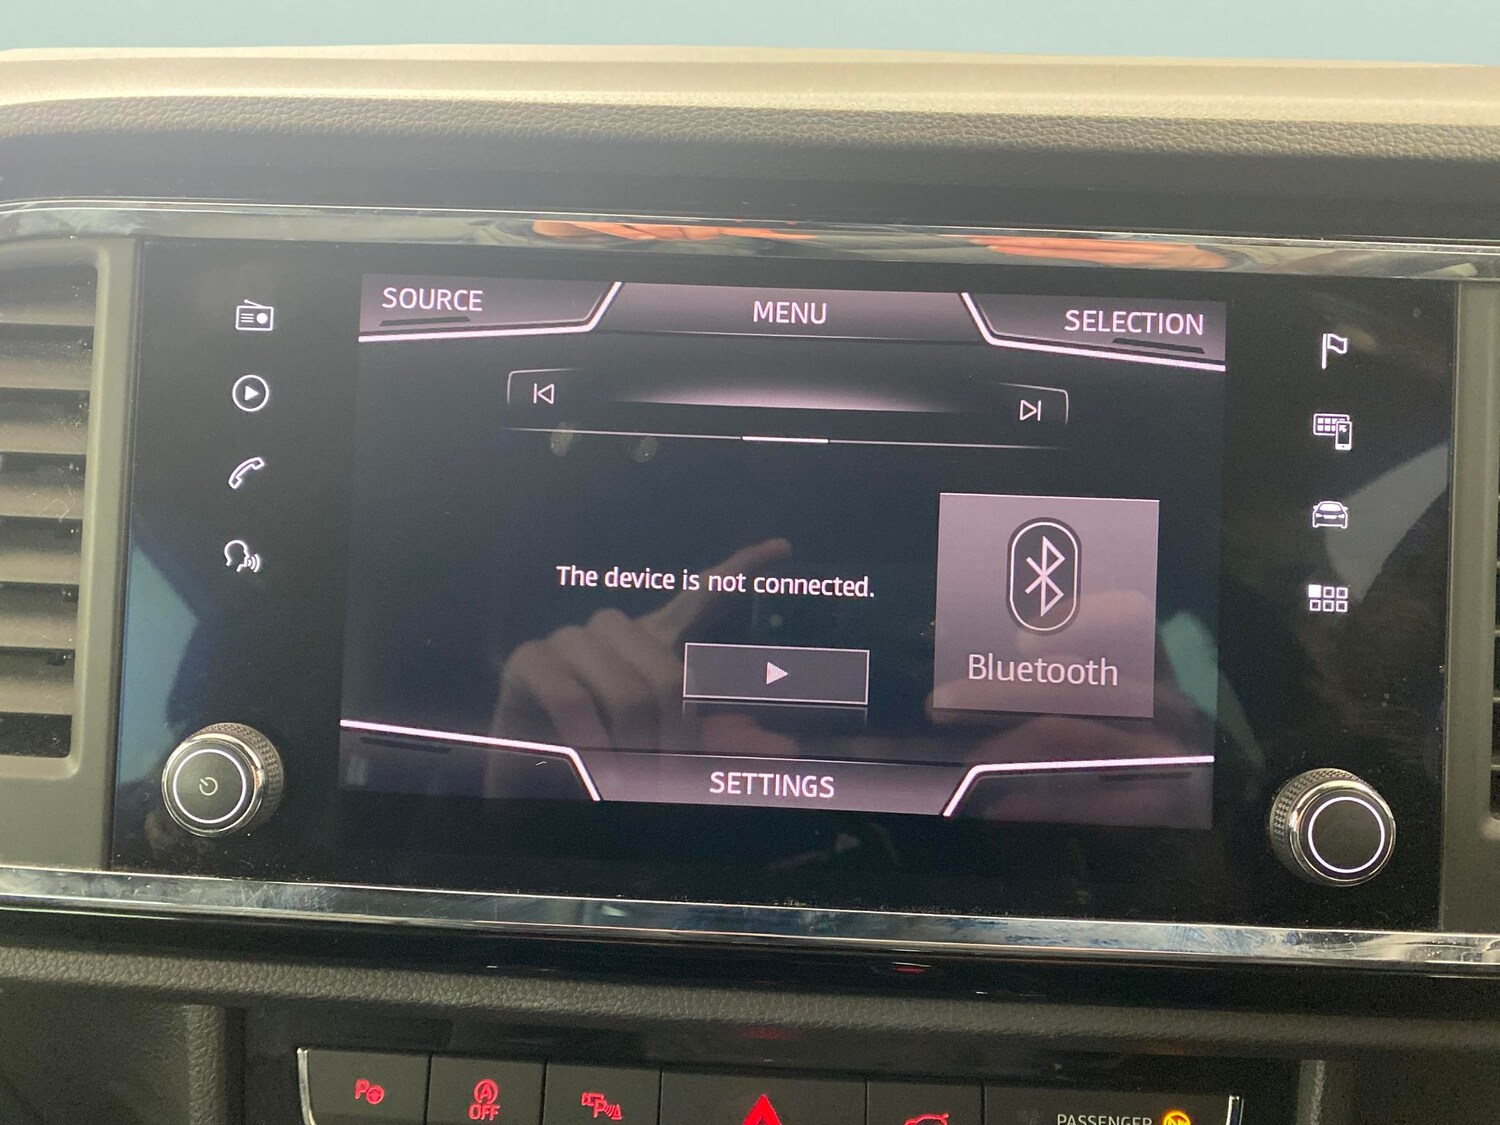 SOURCE
MENU
SELECTION
The device is not connected.
Bluetooth
SETTINGS
P
A
OFF
P
PASSENGER